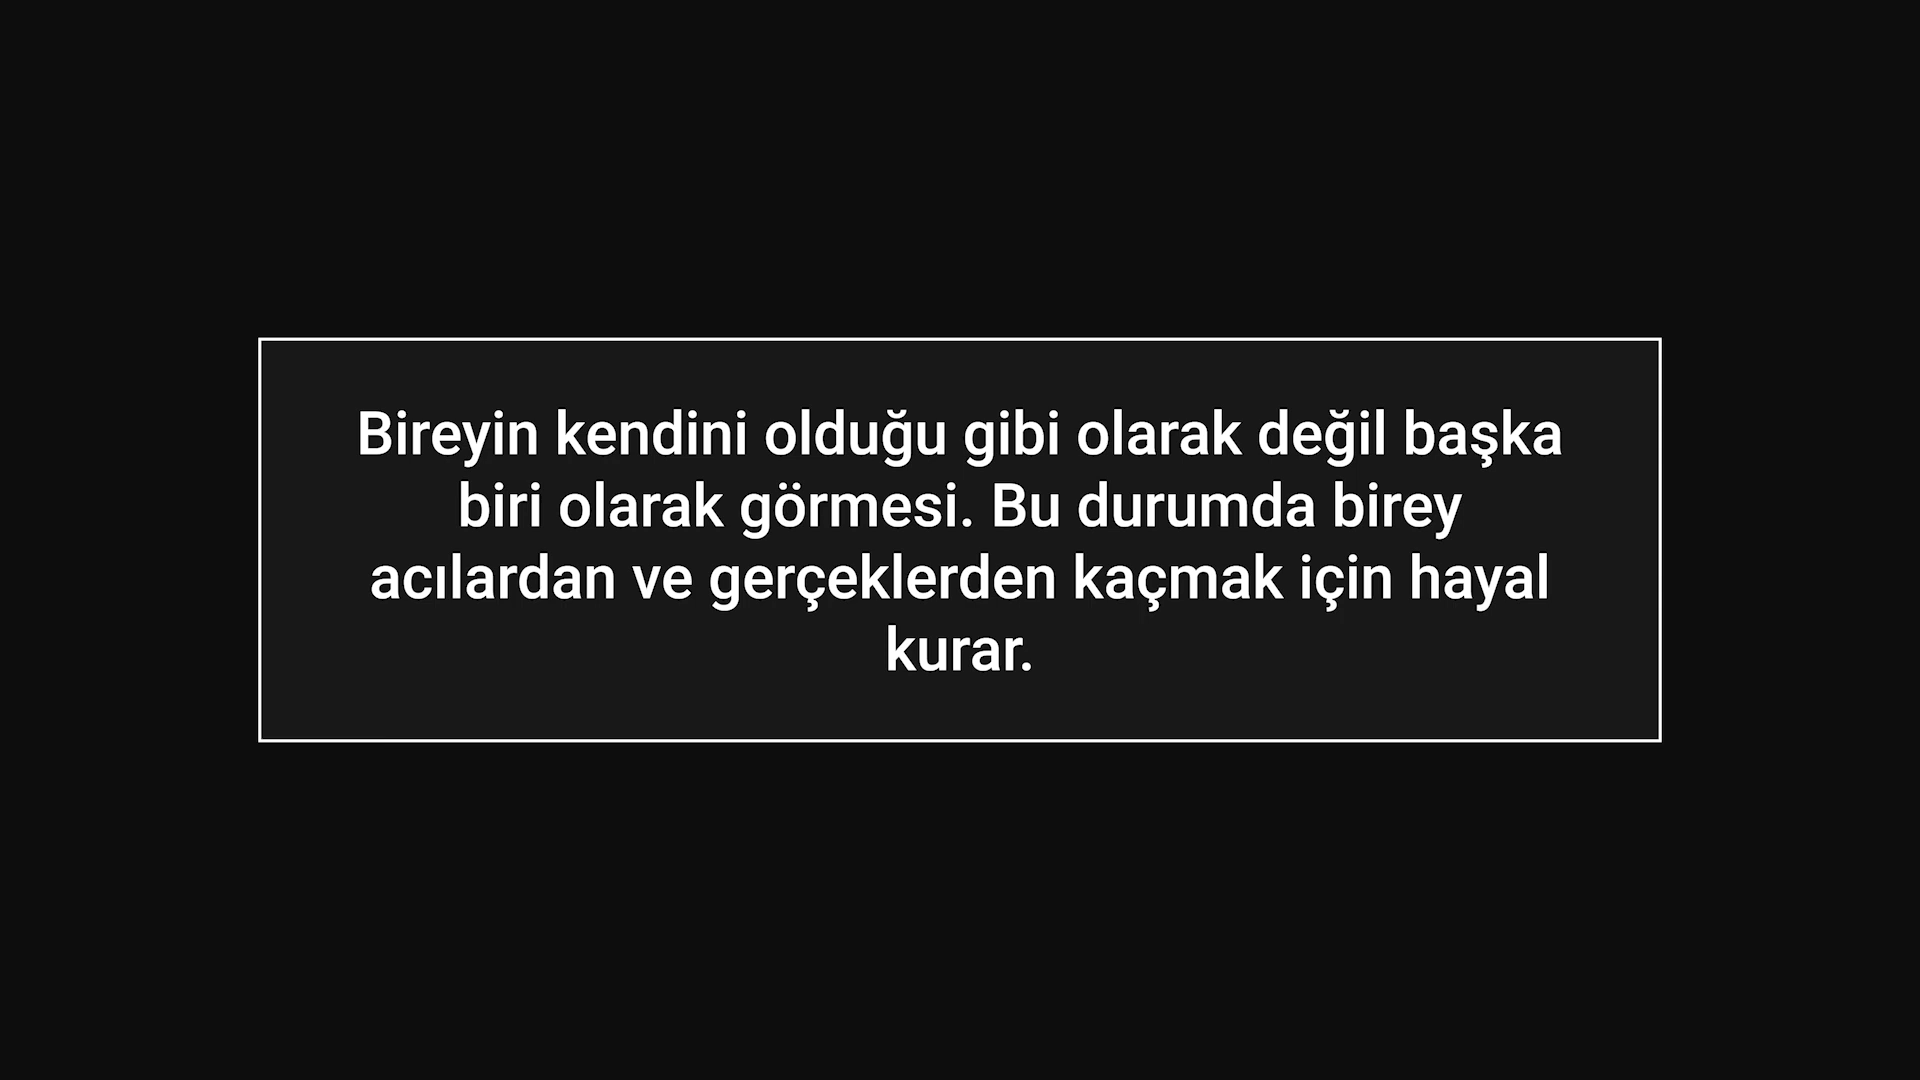 Bireyin kendini olduğu gibi olarak değil başka
biri olarak görmesi. Bu durumda birey
acılardan ve gerçeklerden kaçmak için hayal
kurar.